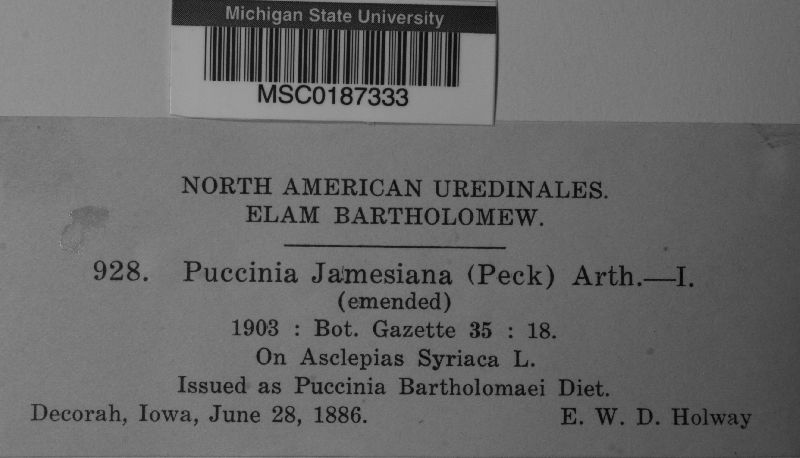 Michigan State University
MSC0187333
NORTH AMERICAN UREDINALES.
ELAM BARTHOLOMEW.
928. Puccinia Jamesiana (Peck) Arth.—I.
(emended)
1903 : Bot. Gazette 35 : 18.
On Asclepias Syriaca L.
Issued as Puccinia Bartholomaei Diet.
Decorah, Iowa, June 28, 1886. E. W. D. Holway